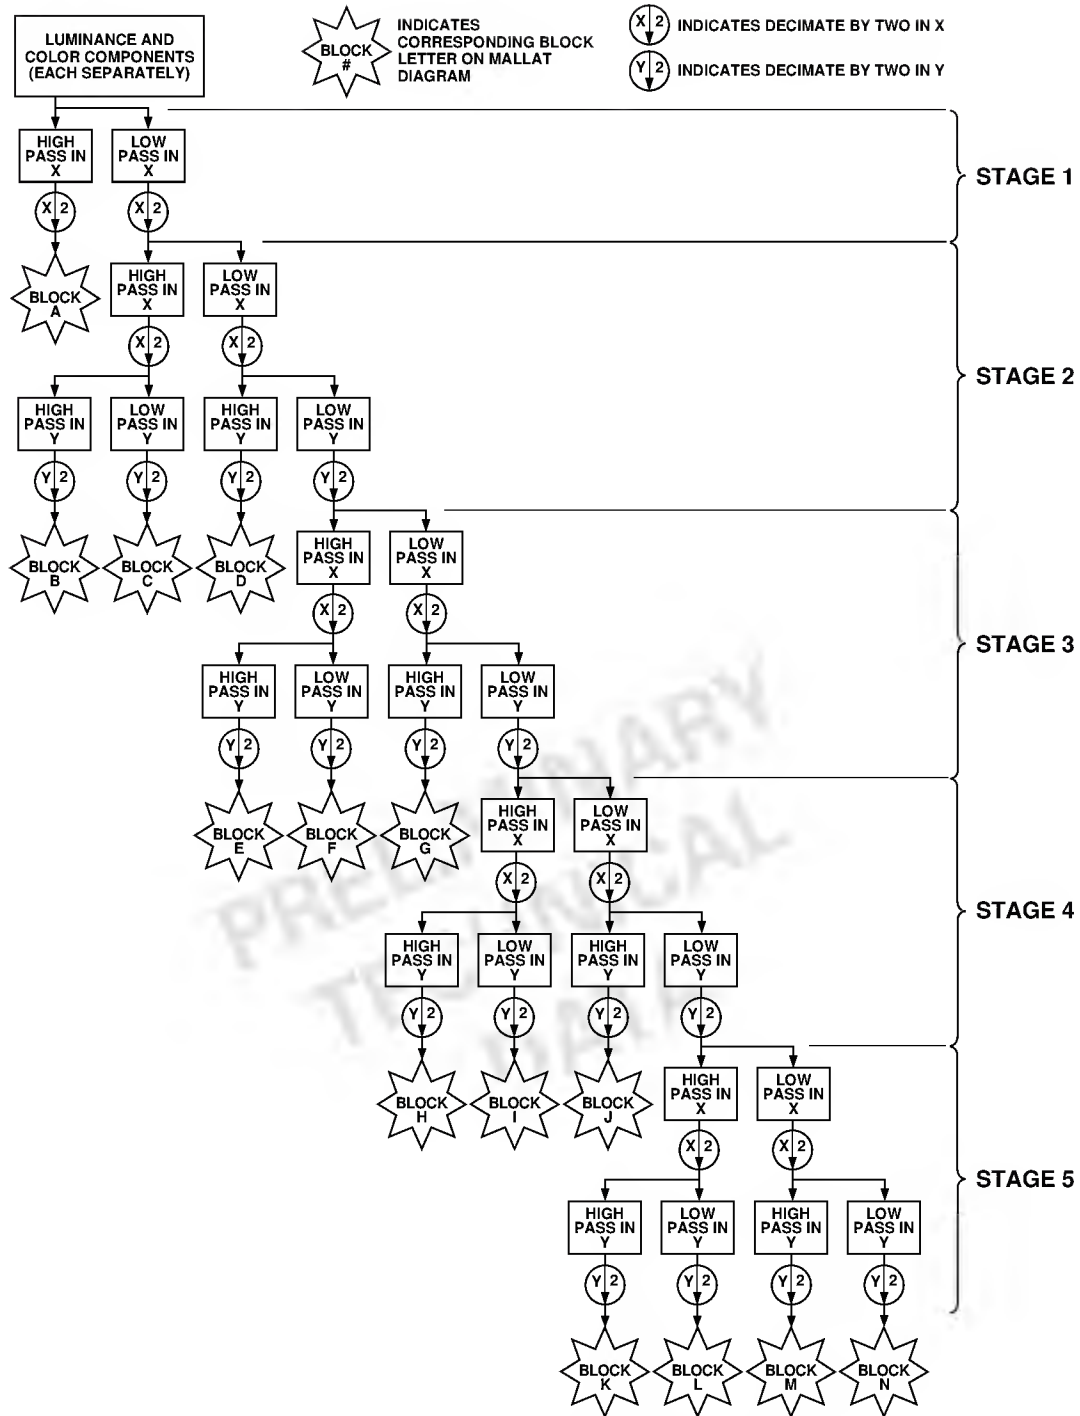 LUMINANCE AND
COLOR COMPONENTS
(EACH SEPARATELY)
BLOCK
#
INDICATES
CORRESPONDING BLOCK
LETTER ON MALLAT
DIAGRAM
X 2 INDICATES DECIMATE BY TWO IN X
Y 2 INDICATES DECIMATE BY TWO IN Y
HIGH
PASS IN
X
LOW
PASS IN
X
STAGE 1
X 2
X 2
BLOCK
A
HIGH
PASS IN
X
LOW
PASS IN
X
X 2
X 2
STAGE 2
HIGH
PASS IN
Y
LOW
PASS IN
Y
HIGH
PASS IN
Y
LOW
PASS IN
Y
Y 2
Y 2
Y 2
Y 2
BLOCK
B
BLOCK
C
BLOCK
D
HIGH
PASS IN
X
LOW
PASS IN
X
X 2
X 2
STAGE 3
HIGH
PASS IN
Y
LOW
PASS IN
Y
HIGH
PASS IN
Y
LOW
PASS IN
Y
Y 2
Y 2
Y 2
Y 2
BLOCK
E
BLOCK
F
BLOCK
G
HIGH
PASS IN
X
LOW
PASS IN
X
X 2
X 2
STAGE 4
HIGH
PASS IN
Y
LOW
PASS IN
Y
HIGH
PASS IN
Y
LOW
PASS IN
Y
Y 2
Y 2
Y 2
Y 2
BLOCK
H
BLOCK
I
BLOCK
J
HIGH
PASS IN
X
LOW
PASS IN
X
X 2
X 2
STAGE 5
HIGH
PASS IN
Y
LOW
PASS IN
Y
HIGH
PASS IN
Y
LOW
PASS IN
Y
Y 2
Y 2
Y 2
Y 2
BLOCK
K
BLOCK
L
BLOCK
M
BLOCK
N
PRELIMINARY
TECHNICAL
DATA